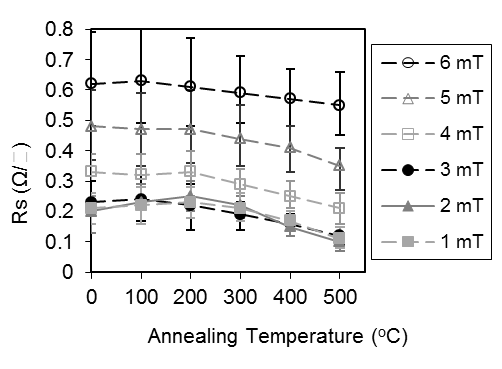 0.8
0.7
0.6
0.5
0.4
0.3
0.2
0.1
0
Rs (Ω/□)
0 100 200 300 400 500
Annealing Temperature (°C)
6 mT
5 mT
4 mT
3 mT
2 mT
1 mT